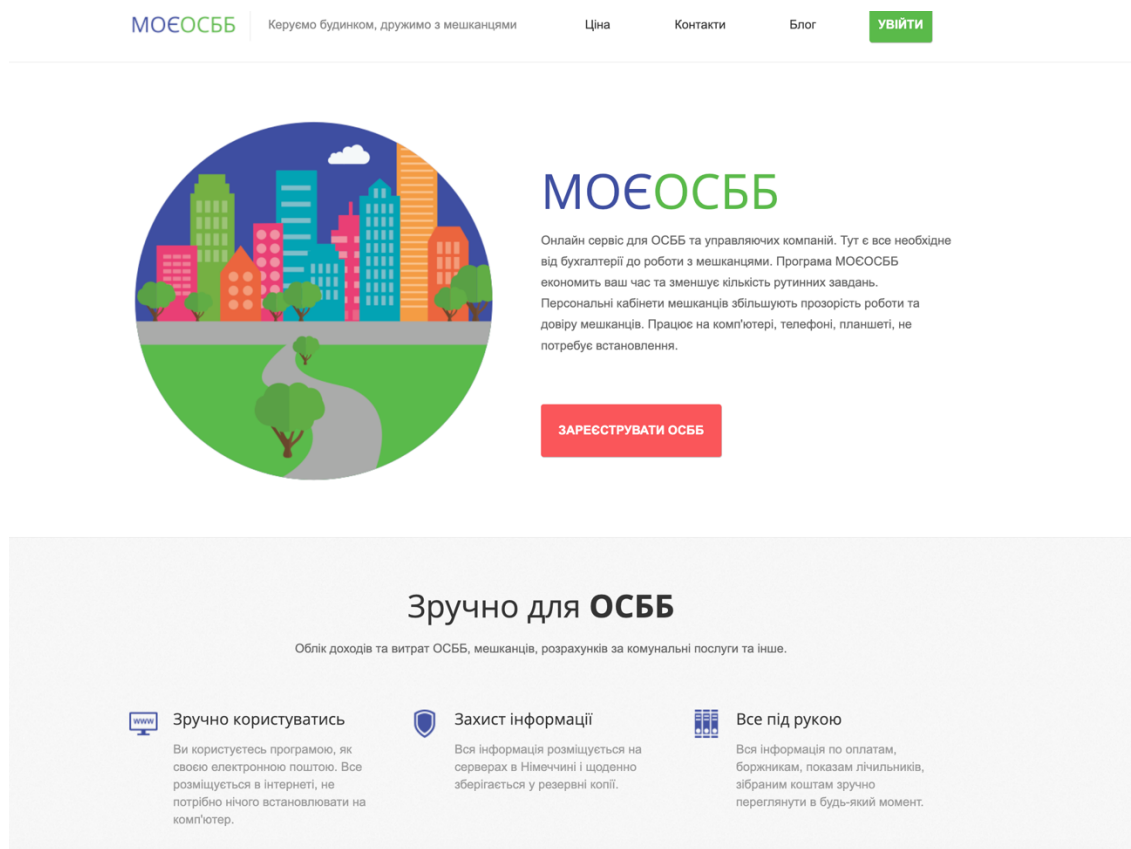 МОЄОСББ
Керуємо будинком, дружимо з мешканцями
Ціна
Контакти
Блог
УВІЙТИ
МОЄОСББ
Онлайн сервіс для ОСББ та управляючих компаній. Тут є все необхідне
від бухгалтерії до роботи з мешканцями. Програма МОЄОСББ
економить ваш час та зменшує кількість рутинних завдань.
Персональні кабінети мешканців збільшують прозорість роботи та
довіру мешканців. Працює на комп'ютері, телефоні, планшеті, не
потребує встановлення.
ЗАРЕЄСТРУВАТИ ОСББ
Зручно для ОСББ
Облік доходів та витрат ОСББ, мешканців, розрахунків за комунальні послуги та інше.
www
Зручно користуватись
Ви користуєтесь програмою, як
своєю електронною поштою. Все
розміщується в інтернеті, не
потрібно нічого встановлювати на
комп'ютер.
Захист інформації
Вся інформація розміщується на
серверах в Німеччині і щоденно
зберігається у резервні копії.
Все під рукою
Вся інформація по оплатам,
боржникам, показам лічильників,
зібраним коштам зручно
переглянути в будь-який момент.